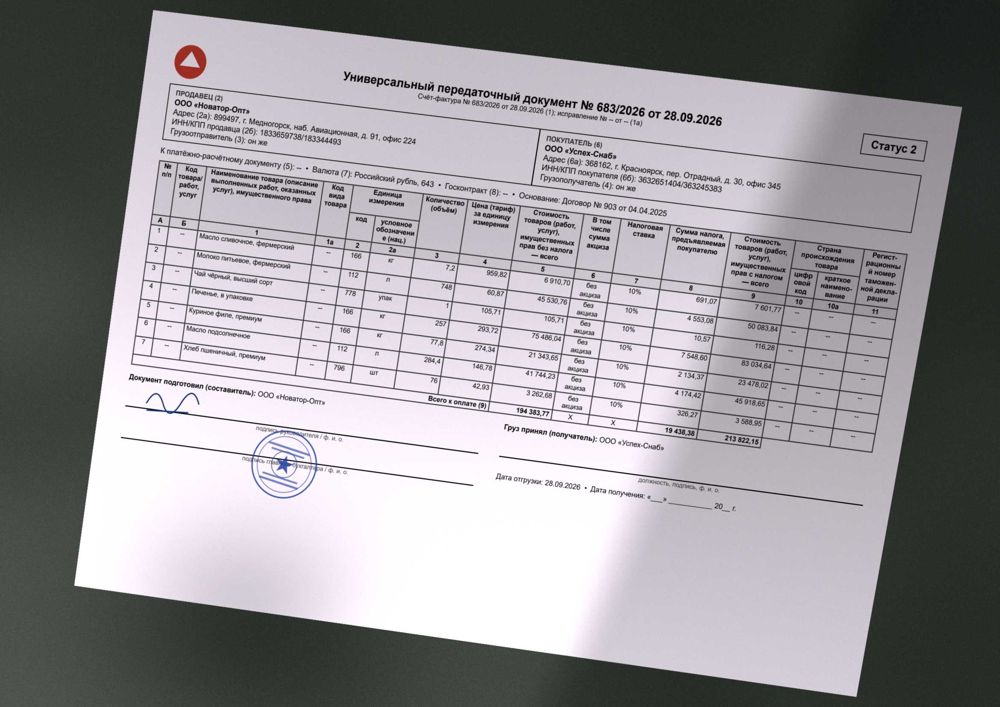 Универсальный передаточный документ № 683/2026 от 28.09.2026
Счёт-фактура № 683/2026 от 28.09.2026 (1); исправление № -- от -- (1а)
Статус 2
ПРОДАВЕЦ (2)
ООО «Новатор-Опт»
Адрес (2а): 899497, г. Медногорск, наб. Авиационная, д. 91, офис 224
ИНН/КПП продавца (2б): 1833659738/183344493
Грузоотправитель (3): он же
ПОКУПАТЕЛЬ (6)
ООО «Успех-Снаб»
Адрес (6а): 368162, г. Красноярск, пер. Отрадный, д. 30, офис 345
ИНН/КПП покупателя (6б): 3632651404/363245383
Грузополучатель (4): он же
К платёжно-расчётному документу (5): -- • Валюта (7): Российский рубль, 643 • Госконтракт (8): -- • Основание: Договор № 903 от 04.04.2025
№ п/п | Код товара/ работ, услуг | Наименование товара (описание выполненных работ, оказанных услуг), имущественного права | Код вида товара | Единица измерения | Количество (объём) | Цена (тариф) за единицу измерения | Стоимость товаров (работ, услуг), имущественных прав без налога — всего | В том числе сумма акциза | Налоговая ставка | Сумма налога, предъявляемая покупателю | Стоимость товаров (работ, услуг), имущественных прав с налогом — всего | Страна происхождения товара | Регист-рационный номер таможен-ной декла-рации
код | условное обозначение (нац.) | цифровой код | краткое наимено-вание
А | Б | 1 | 1а | 2 | 2а | 3 | 4 | 5 | 6 | 7 | 8 | 9 | 10 | 10а | 11
1 | -- | Масло сливочное, фермерский | -- | 166 | кг | 7,2 | 959,82 | 6 910,70 | без акциза | 10% | 691,07 | 7 601,77 | -- | -- | --
2 | -- | Молоко питьевое, фермерский | -- | 112 | л | 748 | 60,87 | 45 530,76 | без акциза | 10% | 4 553,08 | 50 083,84 | -- | -- | --
3 | -- | Чай чёрный, высший сорт | -- | 778 | упак | 1 | 105,71 | 105,71 | без акциза | 10% | 10,57 | 116,28 | -- | -- | --
4 | -- | Печенье, в упаковке | -- | 166 | кг | 257 | 293,72 | 75 486,04 | без акциза | 10% | 7 548,60 | 83 034,64 | -- | -- | --
5 | -- | Куриное филе, премиум | -- | 166 | кг | 77,8 | 274,34 | 21 343,65 | без акциза | 10% | 2 134,37 | 23 478,02 | -- | -- | --
6 | -- | Масло подсолнечное | -- | 112 | л | 284,4 | 146,78 | 41 744,23 | без акциза | 10% | 4 174,42 | 45 918,65 | -- | -- | --
7 | -- | Хлеб пшеничный, премиум | -- | 796 | шт | 76 | 42,93 | 3 262,68 | без акциза | 10% | 326,27 | 3 588,95 | -- | -- | --
Всего к оплате (9) | 194 383,77 | Х | Х | 19 438,38 | 213 822,15
Документ подготовил (составитель): ООО «Новатор-Опт»
подпись руководителя / ф. и. о.
подпись главного бухгалтера / ф. и. о.
Груз принял (получатель): ООО «Успех-Снаб»
должность, подпись, ф. и. о.
Дата отгрузки: 28.09.2026 • Дата получения: «___» ___________ 20__ г.